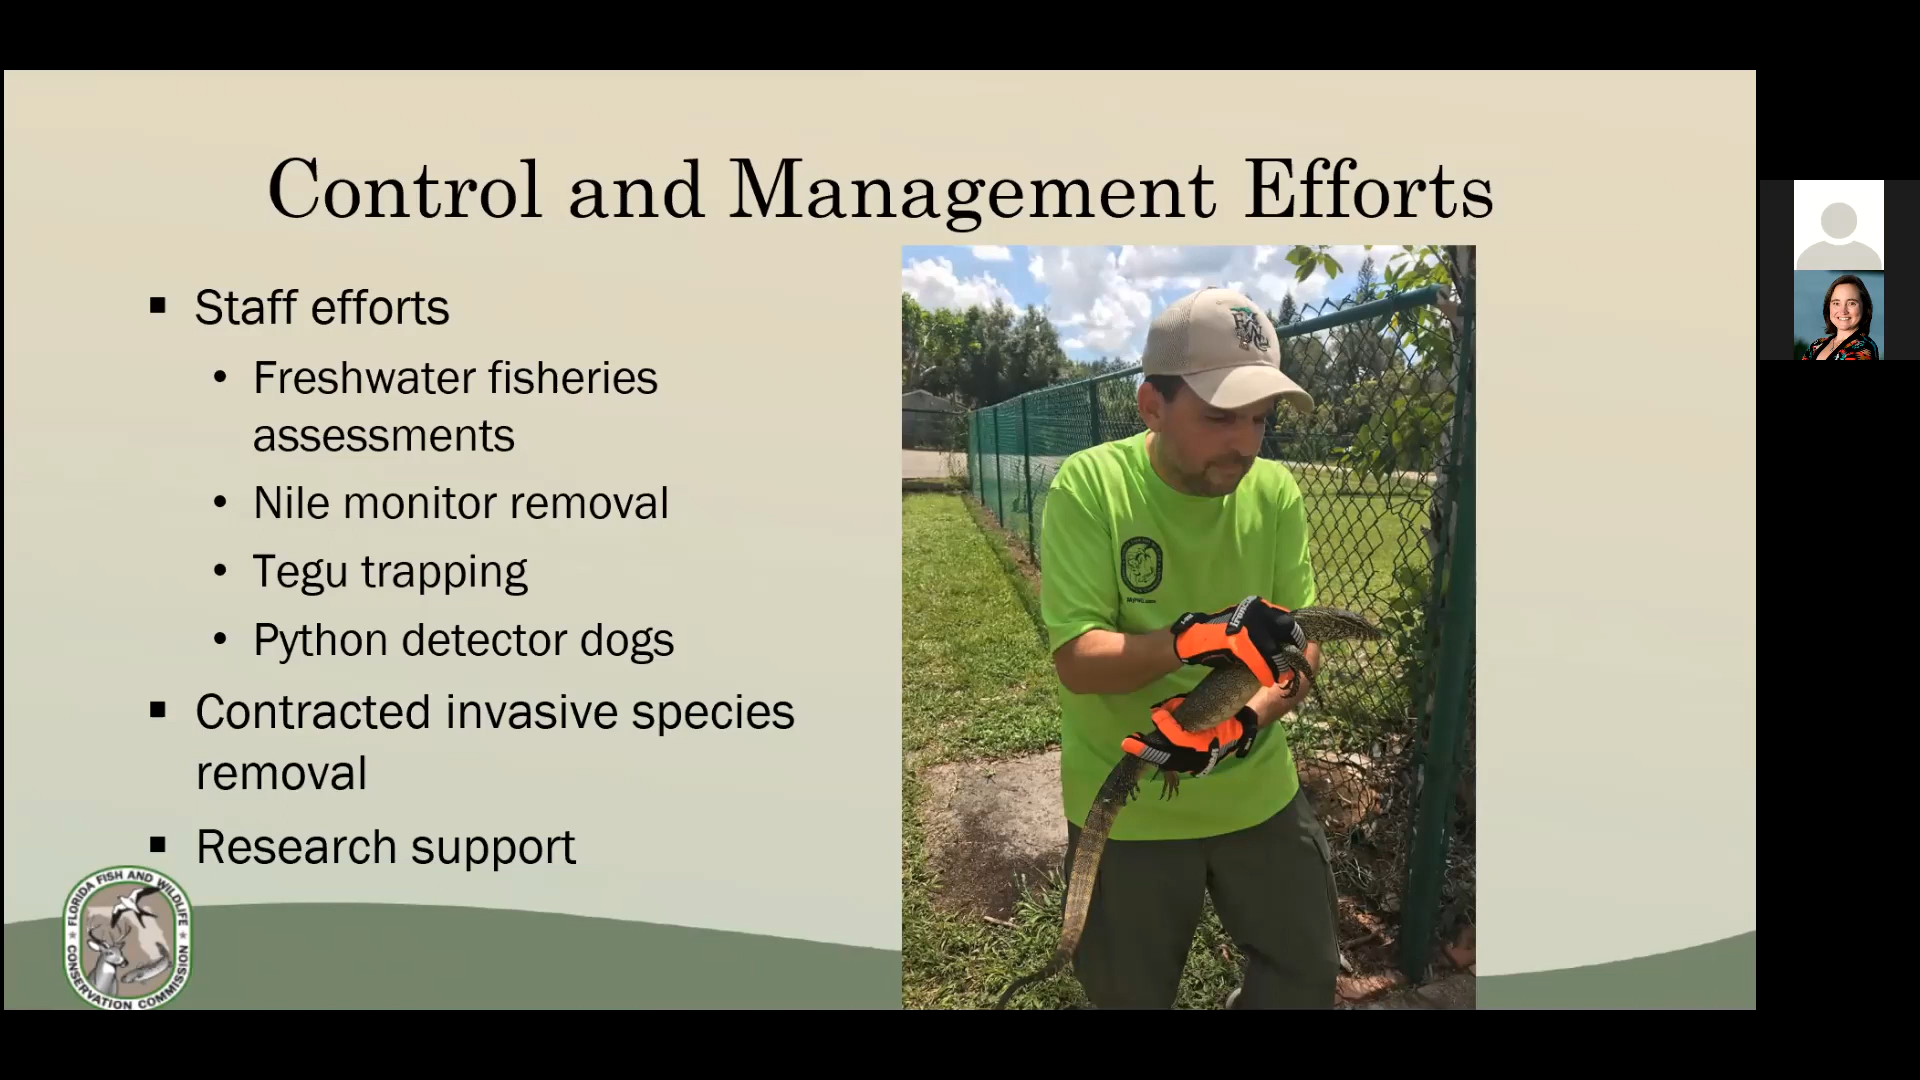 Control and Management Efforts
▪ Staff efforts
• Freshwater fisheries
assessments
• Nile monitor removal
• Tegu trapping
• Python detector dogs
▪ Contracted invasive species
removal
▪ Research support
FLORIDA FISH AND WILDLIFE
CONSERVATION COMMISSION